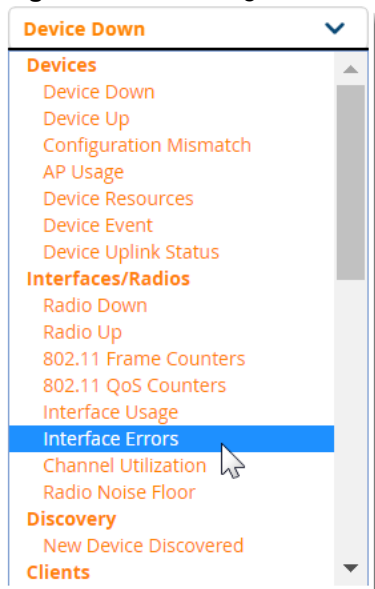 Device Down
Devices
Device Down
Device Up
Configuration Mismatch
AP Usage
Device Resources
Device Event
Device Uplink Status
Interfaces/Radios
Radio Down
Radio Up
802.11 Frame Counters
802.11 QoS Counters
Interface Usage
Interface Errors
Channel Utilization
Radio Noise Floor
Discovery
New Device Discovered
Clients